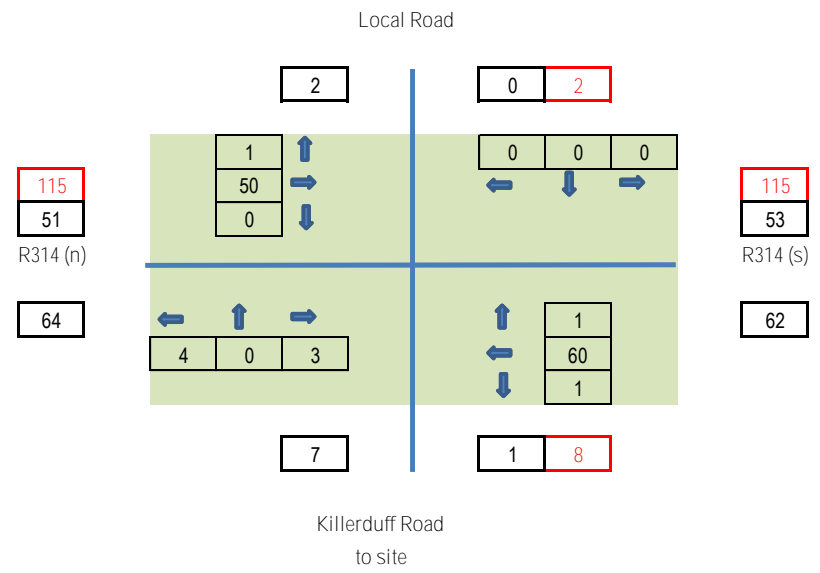 Local Road
2 0 2
1 0 0 0
115 50 115
51 0 53
R314 (n) R314 (s)
64 1 62
4 0 3 60
1
7 1 8
Killerduff Road
to site